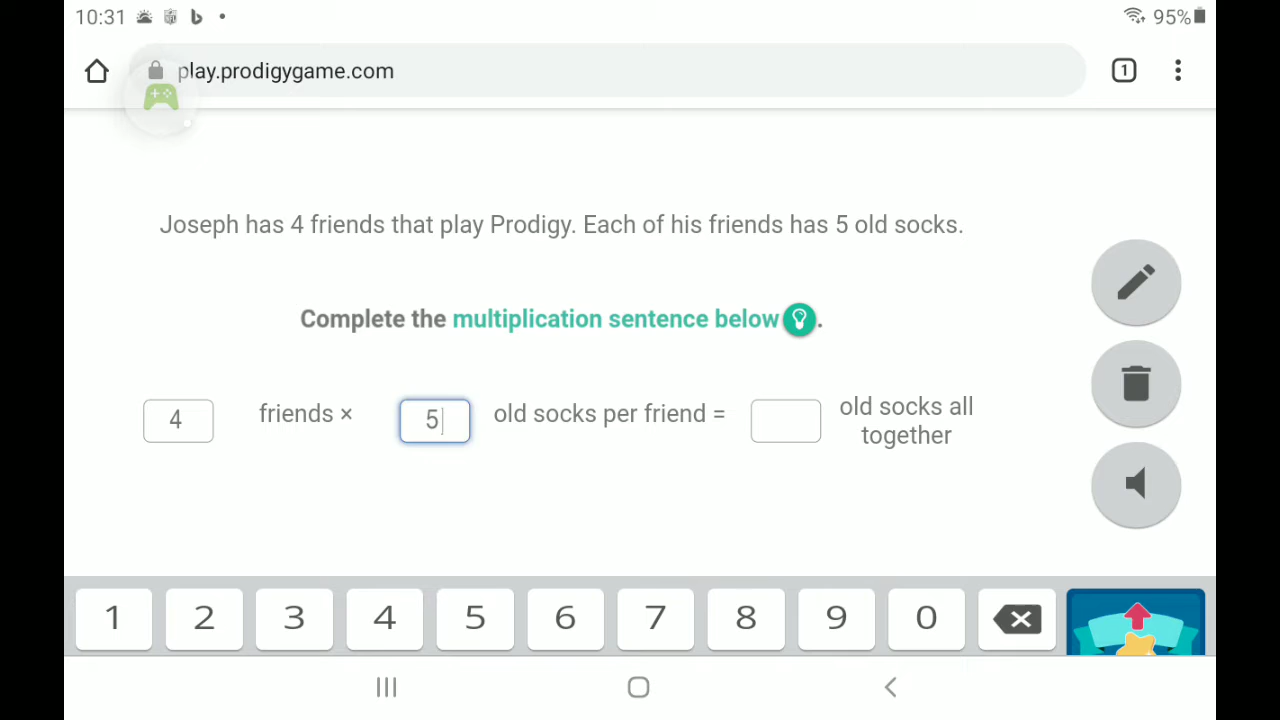 10:31 95%
play.prodigygame.com 1
Joseph has 4 friends that play Prodigy. Each of his friends has 5 old socks.
Complete the multiplication sentence below.
4 friends × 5 old socks per friend = old socks all
together
1 2 3 4 5 6 7 8 9 0